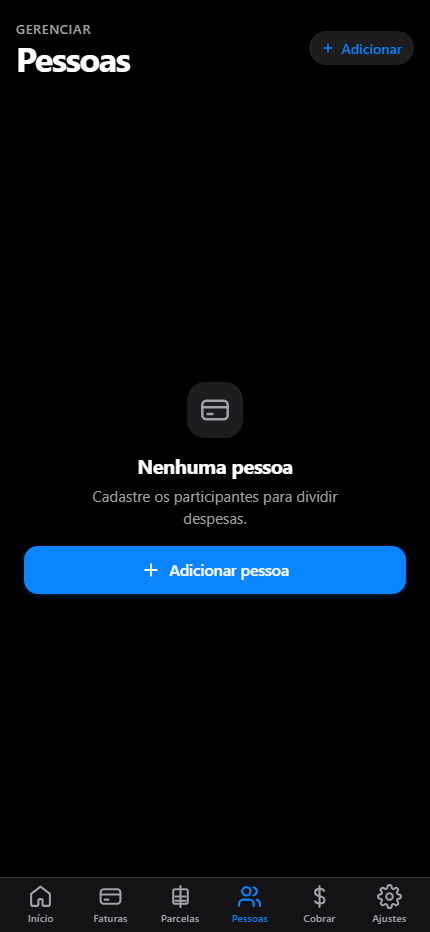 GERENCIAR
Pessoas
Adicionar
Nenhuma pessoa
Cadastre os participantes para dividir
despesas.
Adicionar pessoa
Início
Faturas
Parcelas
Pessoas
Cobrar
Ajustes